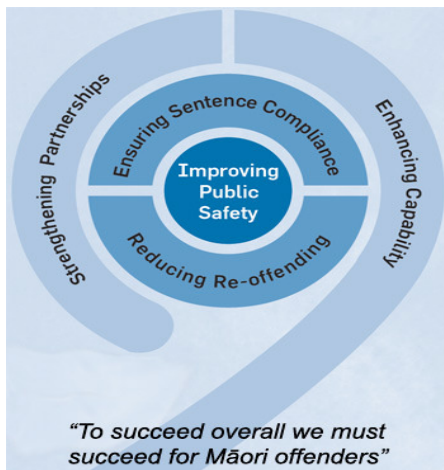 Strengthening Partnerships
Enhancing Capability
Ensuring Sentence Compliance
Improving
Public
Safety
Reducing Re-offending
“To succeed overall we must
succeed for Māori offenders”